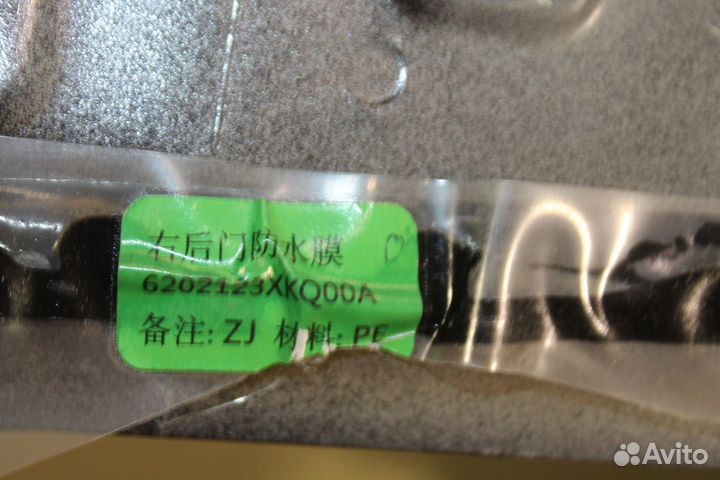 右后门防水膜
6202123XKQ00A
备注: ZJ 材料: PE
Avito